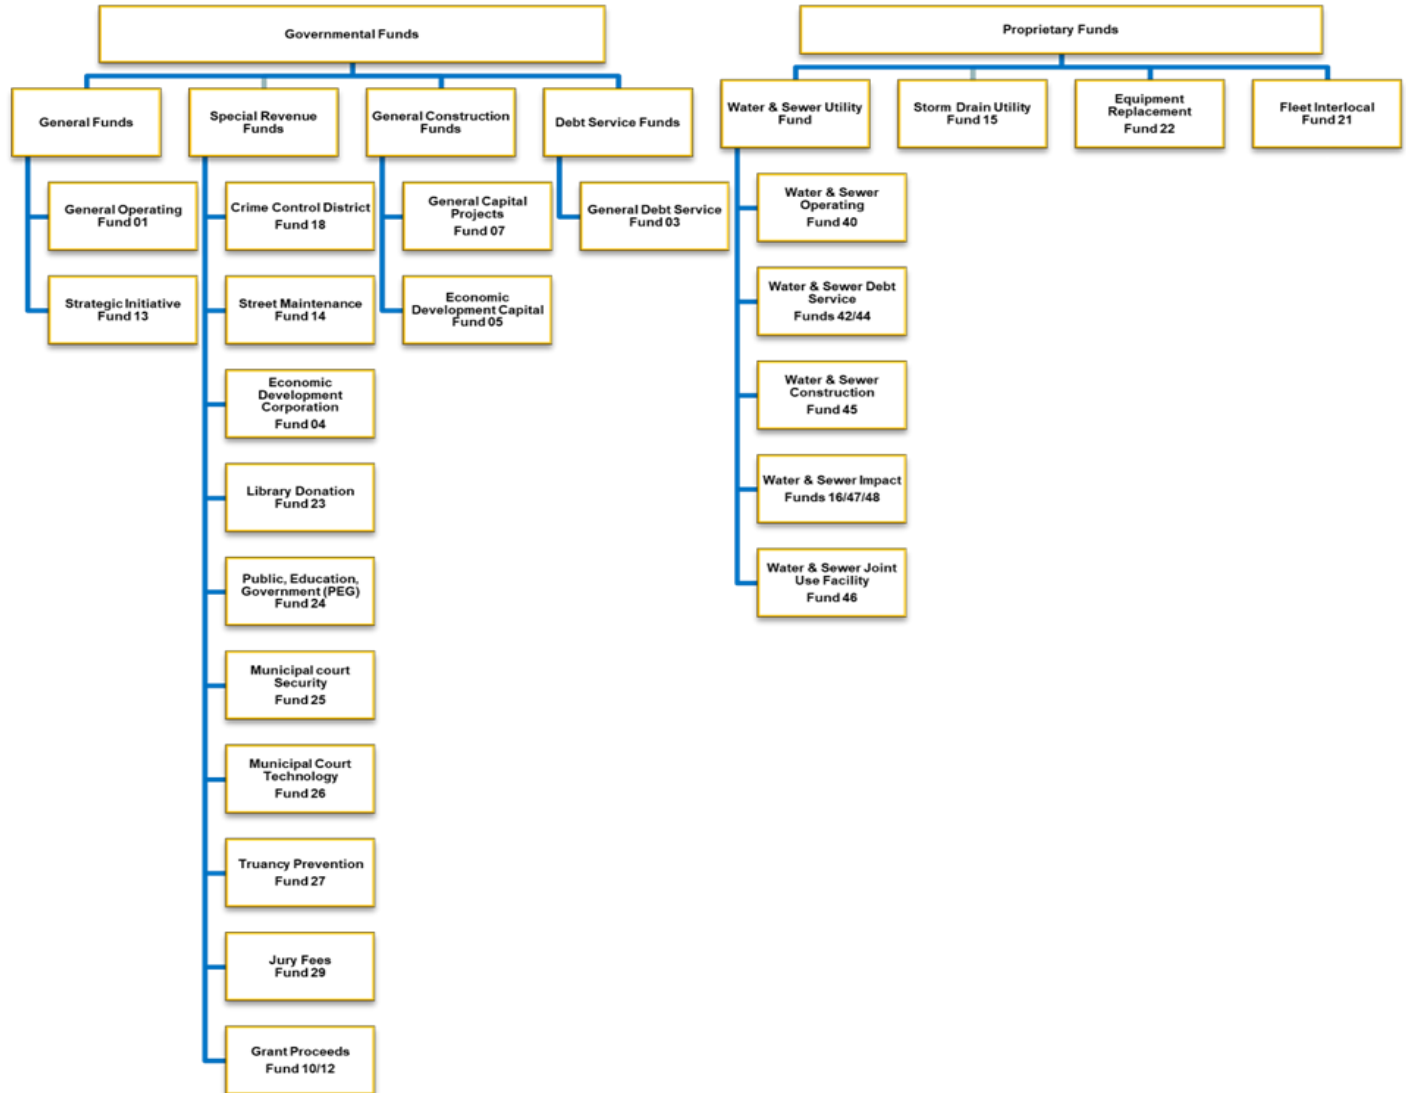 Governmental Funds
General Funds
General Operating
Fund 01
Strategic Initiative
Fund 13
Special Revenue
Funds
Crime Control District
Fund 18
Street Maintenance
Fund 14
Economic
Development
Corporation
Fund 04
Library Donation
Fund 23
Public, Education,
Government (PEG)
Fund 24
Municipal court
Security
Fund 25
Municipal Court
Technology
Fund 26
Truancy Prevention
Fund 27
Jury Fees
Fund 29
Grant Proceeds
Fund 10/12
General Construction
Funds
General Capital
Projects
Fund 07
Economic
Development Capital
Fund 05
Debt Service Funds
General Debt Service
Fund 03
Proprietary Funds
Water & Sewer Utility
Fund
Water & Sewer
Operating
Fund 40
Water & Sewer Debt
Service
Funds 42/44
Water & Sewer
Construction
Fund 45
Water & Sewer Impact
Funds 16/47/48
Water & Sewer Joint
Use Facility
Fund 46
Storm Drain Utility
Fund 15
Equipment
Replacement
Fund 22
Fleet Interlocal
Fund 21